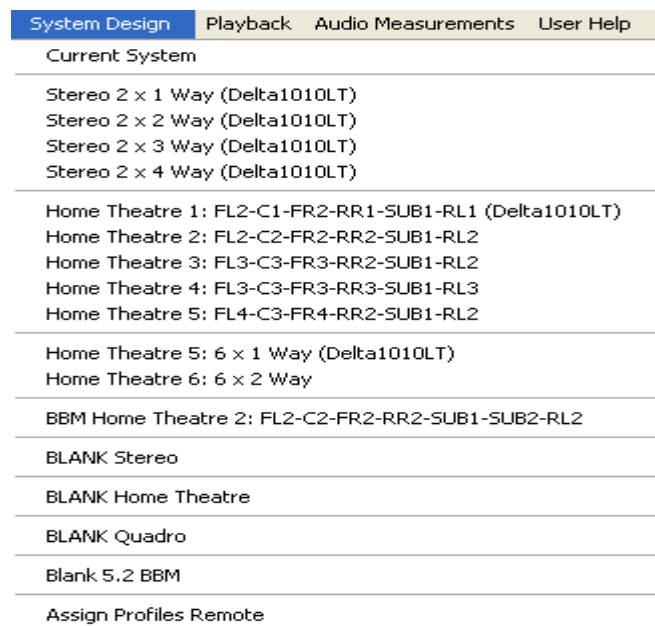 System Design Playback Audio Measurements User Help
Current System
Stereo 2 x 1 Way (Delta1010LT)
Stereo 2 x 2 Way (Delta1010LT)
Stereo 2 x 3 Way (Delta1010LT)
Stereo 2 x 4 Way (Delta1010LT)
Home Theatre 1: FL2-C1-FR2-RR1-SUB1-RL1 (Delta1010LT)
Home Theatre 2: FL2-C2-FR2-RR2-SUB1-RL2
Home Theatre 3: FL3-C3-FR3-RR2-SUB1-RL2
Home Theatre 4: FL3-C3-FR3-RR3-SUB1-RL3
Home Theatre 5: FL4-C3-FR4-RR2-SUB1-RL2
Home Theatre 5: 6 x 1 Way (Delta1010LT)
Home Theatre 6: 6 x 2 Way
BBM Home Theatre 2: FL2-C2-FR2-RR2-SUB1-SUB2-RL2
BLANK Stereo
BLANK Home Theatre
BLANK Quadro
Blank 5.2 BBM
Assign Profiles Remote